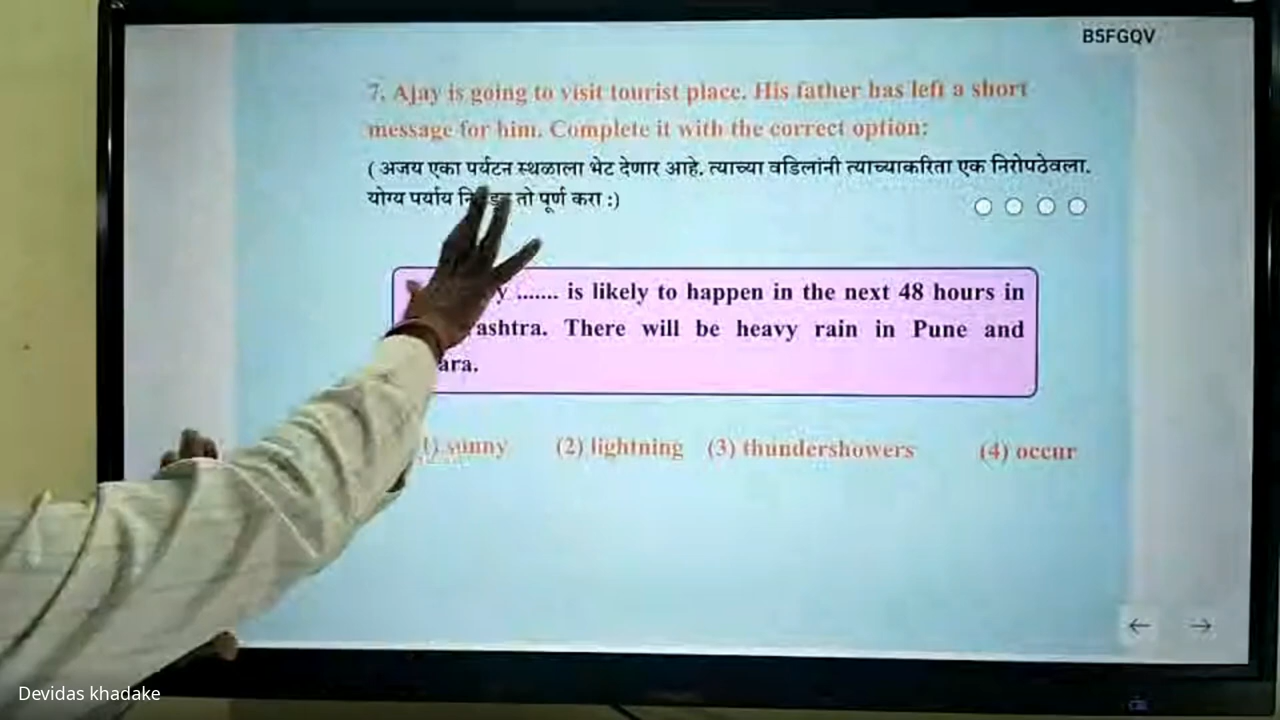 B5FGQV
7. Ajay is going to visit tourist place. His father has left a short
message for him. Complete it with the correct option:
( अजय एका पर्यटन स्थळाला भेट देणार आहे. त्याच्या वडिलांनी त्याच्याकरिता एक निरोपठेवला.
योग्य पर्याय तो पूर्ण करा :)
....... is likely to happen in the next 48 hours in
ashtra. There will be heavy rain in Pune and
ara.
1) sunny (2) lightning (3) thundershowers (4) occur
Devidas khadake